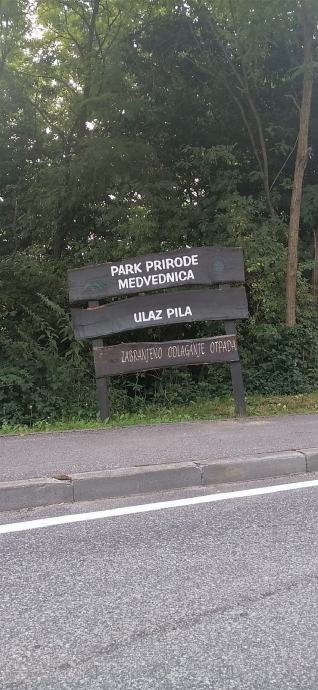 PARK PRIRODE
MEDVEDNICA
ULAZ PILA
ZABRANJENO ODLAGANJE OTPADA